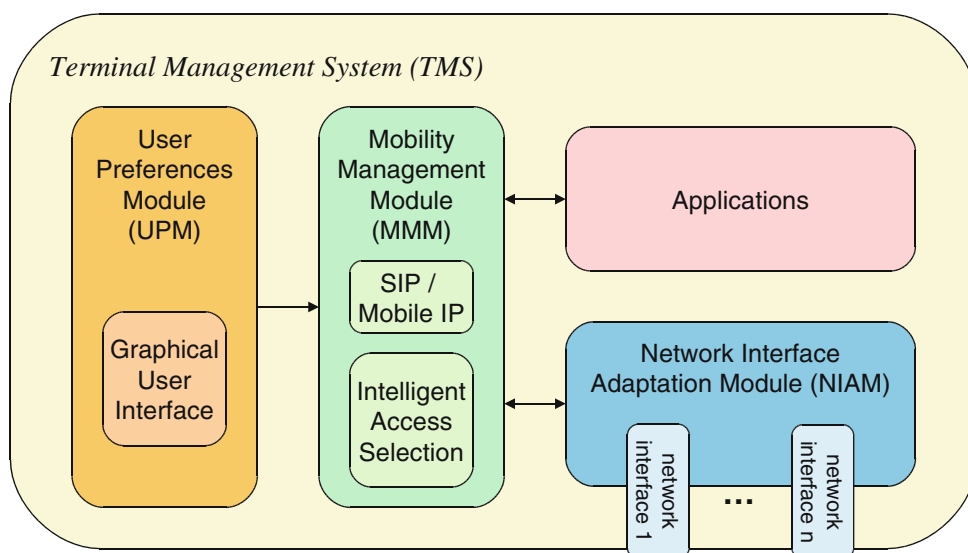 Terminal Management System (TMS)
User
Preferences
Module
(UPM)
Graphical
User
Interface
Mobility
Management
Module
(MMM)
SIP /
Mobile IP
Intelligent
Access
Selection
Applications
Network Interface
Adaptation Module (NIAM)
network
interface 1
...
network
interface n